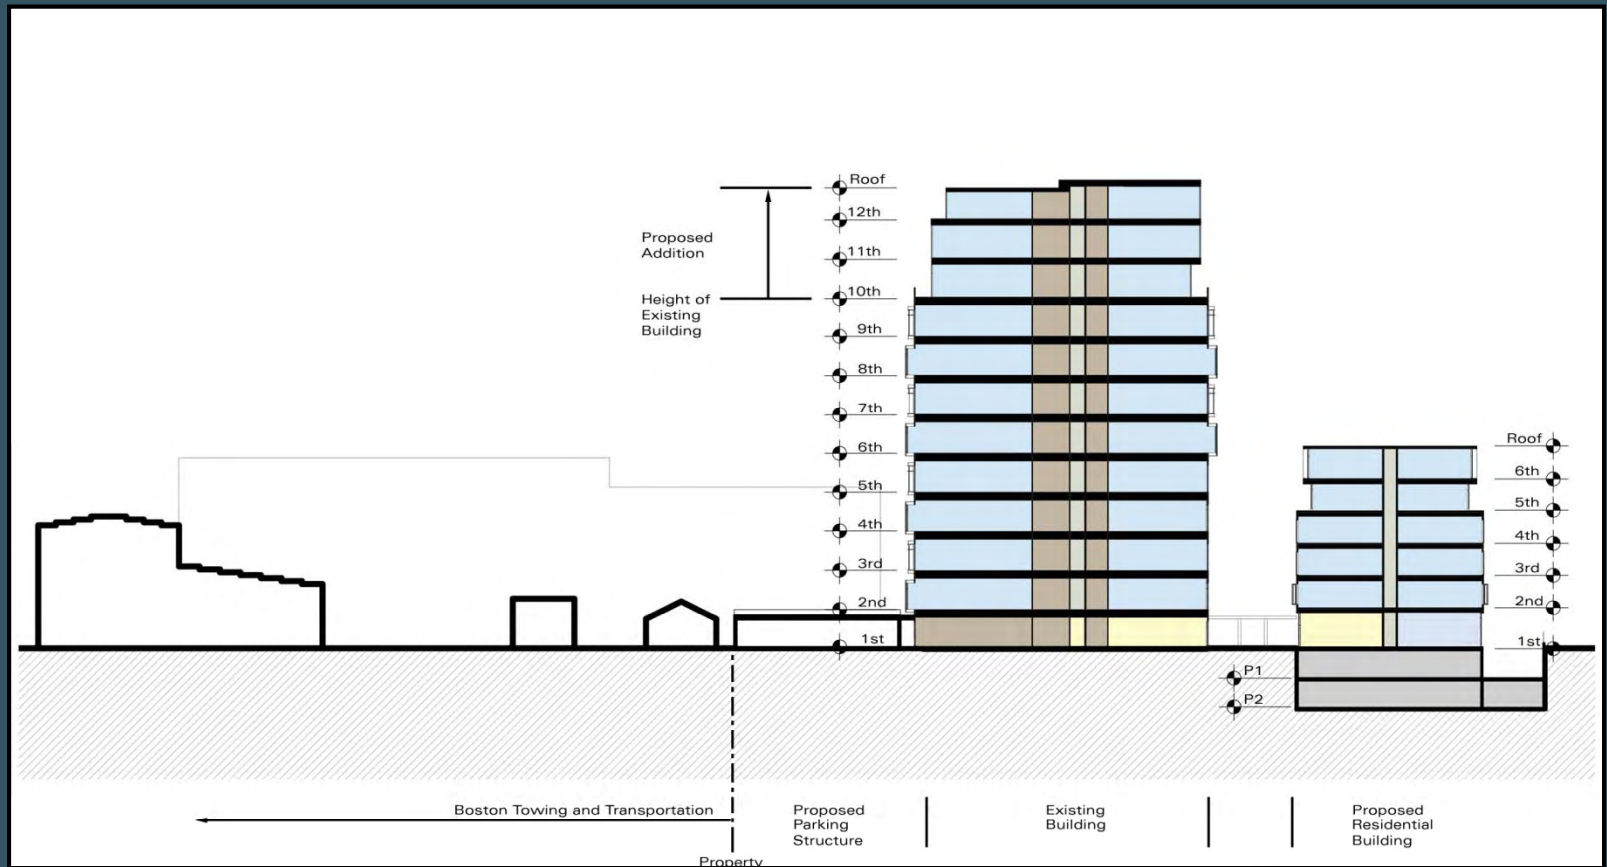 Roof
12th
11th
10th
9th
8th
7th
6th
5th
4th
3rd
2nd
1st
Proposed
Addition
Height of
Existing
Building
Roof
6th
5th
4th
3rd
2nd
1st
P1
P2
Boston Towing and Transportation
Proposed
Parking
Structure
Existing
Building
Proposed
Residential
Building
Property